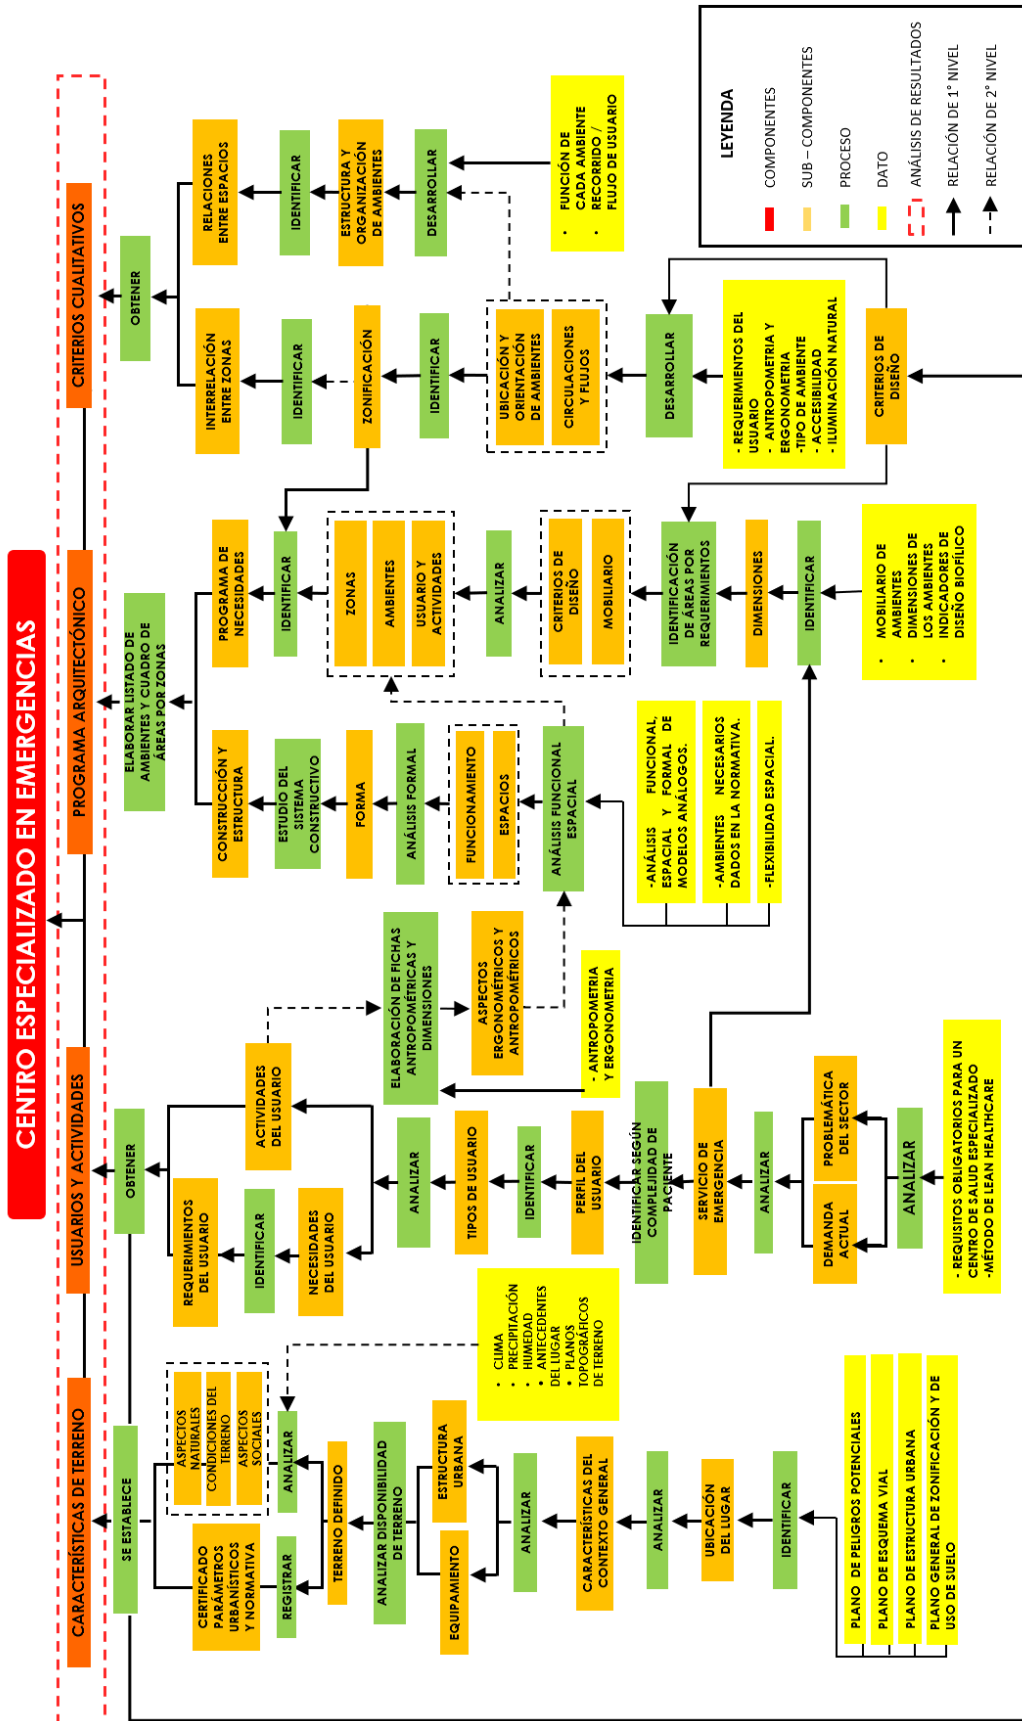 CENTRO ESPECIALIZADO EN EMERGENCIAS
CARACTERÍSTICAS DE TERRENO
USUARIOS Y ACTIVIDADES
PROGRAMA ARQUITECTÓNICO
CRITERIOS CUALITATIVOS
SE ESTABLECE
CERTIFICADO
PARÁMETROS
URBANÍSTICOS
Y NORMATIVA
ASPECTOS
NATURALES
CONDICIONES DEL
TERRENO
ASPECTOS
SOCIALES
REGISTRAR
ANALIZAR
TERRENO DEFINIDO
ANALIZAR DISPONIBILIDAD
DE TERRENO
EQUIPAMIENTO
ESTRUCTURA
URBANA
ANALIZAR
CARACTERÍSTICAS DEL
CONTEXTO GENERAL
ANALIZAR
UBICACIÓN
DEL LUGAR
IDENTIFICAR
PLANO DE PELIGROS POTENCIALES
PLANO DE ESQUEMA VIAL
PLANO DE ESTRUCTURA URBANA
PLANO GENERAL DE ZONIFICACIÓN Y DE
USO DE SUELO
• CLIMA
• PRECIPITACIÓN
• HUMEDAD
• ANTECEDENTES
DEL LUGAR
• PLANOS
TOPOGRÁFICOS
DE TERRENO
OBTENER
REQUERIMIENTOS
DEL USUARIO
IDENTIFICAR
NECESIDADES
DEL USUARIO
ACTIVIDADES
DEL USUARIO
ANALIZAR
TIPOS DE USUARIO
IDENTIFICAR
PERFIL DEL
USUARIO
IDENTIFICAR SEGÚN
COMPLEJIDAD DE
PACIENTE
SERVICIO DE
EMERGENCIA
ANALIZAR
DEMANDA
ACTUAL
PROBLEMÁTICA
DEL SECTOR
ANALIZAR
- REQUISITOS OBLIGATORIOS PARA UN
CENTRO DE SALUD ESPECIALIZADO
-MÉTODO DE LEAN HEALTHCARE
ELABORACIÓN DE FICHAS
ANTROPOMÉTRICAS Y
DIMENSIONES
ASPECTOS
ERGONOMÉTRICOS Y
ANTROPOMÉTRICOS
- ANTROPOMETRIA
Y ERGONOMETRIA
ELABORAR LISTADO DE
AMBIENTES Y CUADRO DE
ÁREAS POR ZONAS
CONSTRUCCIÓN Y
ESTRUCTURA
ESTUDIO DEL
SISTEMA
CONSTRUCTIVO
FORMA
ANÁLISIS FORMAL
FUNCIONAMIENTO
ESPACIOS
ANÁLISIS FUNCIONAL
ESPACIAL
-ANÁLISIS FUNCIONAL,
ESPACIAL Y FORMAL DE
MODELOS ANÁLOGOS.
-AMBIENTES NECESARIOS
DADOS EN LA NORMATIVA.
-FLEXIBILIDAD ESPACIAL.
PROGRAMA DE
NECESIDADES
IDENTIFICAR
ZONAS
AMBIENTES
USUARIO Y
ACTIVIDADES
ANALIZAR
CRITERIOS DE
DISEÑO
MOBILIARIO
IDENTIFICACIÓN
DE ÁREAS POR
REQUERIMIENTOS
DIMENSIONES
IDENTIFICAR
• MOBILIARIO DE
AMBIENTES
• DIMENSIONES DE
LOS AMBIENTES
• INDICADORES DE
DISEÑO BIOFÍLICO
OBTENER
INTERRELACIÓN
ENTRE ZONAS
IDENTIFICAR
ZONIFICACIÓN
IDENTIFICAR
UBICACIÓN Y
ORIENTACIÓN
DE AMBIENTES
CIRCULACIONES
Y FLUJOS
DESARROLLAR
- REQUERIMIENTOS DEL
USUARIO
- ANTROPOMETRIA Y
ERGONOMETRIA
-TIPO DE AMBIENTE
- ACCESIBILIDAD
- ILUMINACIÓN NATURAL
CRITERIOS DE
DISEÑO
RELACIONES
ENTRE ESPACIOS
IDENTIFICAR
ESTRUCTURA Y
ORGANIZACIÓN
DE AMBIENTES
DESARROLLAR
• FUNCIÓN DE
CADA AMBIENTE
• RECORRIDO /
FLUJO DE USUARIO
LEYENDA
COMPONENTES
SUB – COMPONENTES
PROCESO
DATO
ANÁLISIS DE RESULTADOS
RELACIÓN DE 1° NIVEL
RELACIÓN DE 2° NIVEL